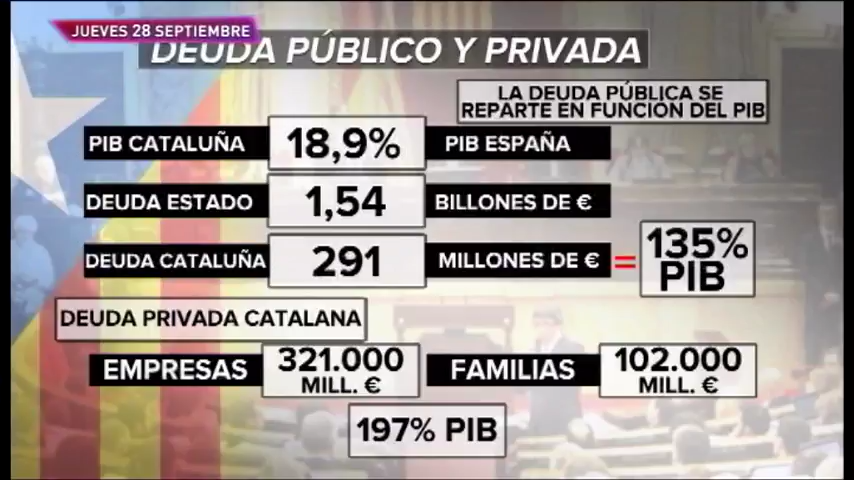 JUEVES 28 SEPTIEMBRE
DEUDA PÚBLICO Y PRIVADA
LA DEUDA PÚBLICA SE
REPARTE EN FUNCIÓN DEL PIB
PIB CATALUÑA 18,9% PIB ESPAÑA
DEUDA ESTADO 1,54 BILLONES DE €
DEUDA CATALUÑA 291 MILLONES DE € = 135% PIB
DEUDA PRIVADA CATALANA
EMPRESAS 321.000 MILL. € FAMILIAS 102.000 MILL. €
197% PIB